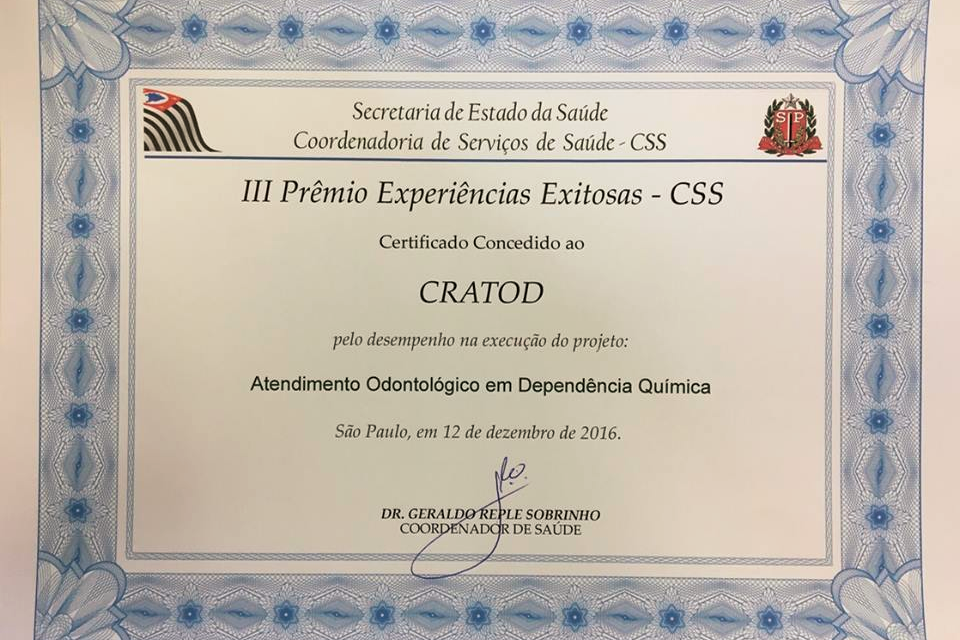 Secretaria de Estado da Saúde
Coordenadoria de Serviços de Saúde - CSS
S P
III Prêmio Experiências Exitosas - CSS
Certificado Concedido ao
CRATOD
pelo desempenho na execução do projeto:
Atendimento Odontológico em Dependência Química
São Paulo, em 12 de dezembro de 2016.
DR. GERALDO REPLE SOBRINHO
COORDENADOR DE SAÚDE